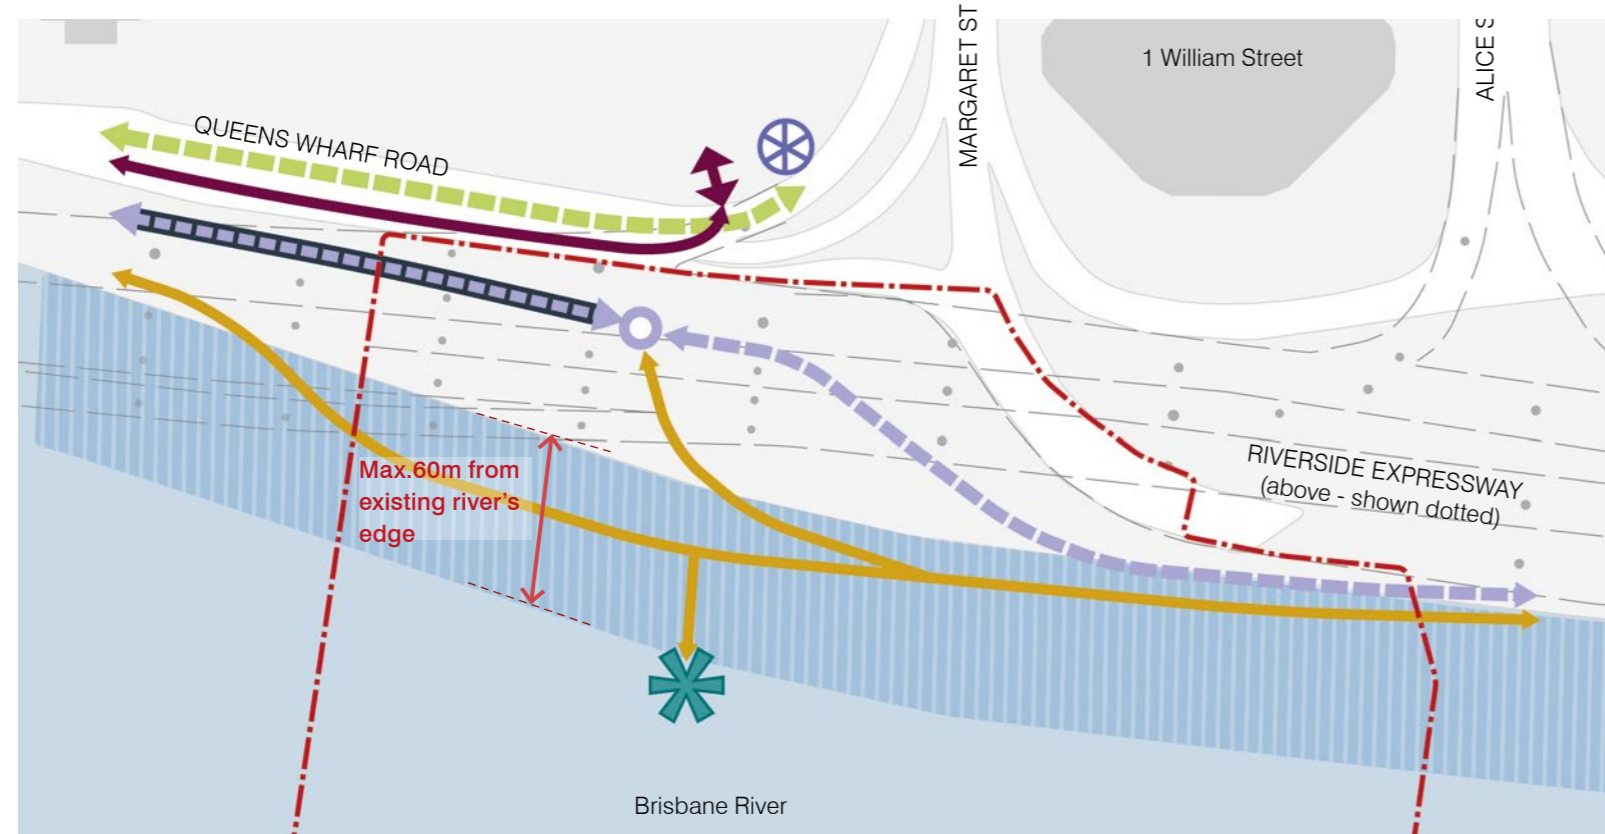 MARGARET ST
1 William Street
ALICE S
QUEENS WHARF ROAD
Max.60m from
existing river's
edge
RIVERSIDE EXPRESSWAY
(above - shown dotted)
Brisbane River